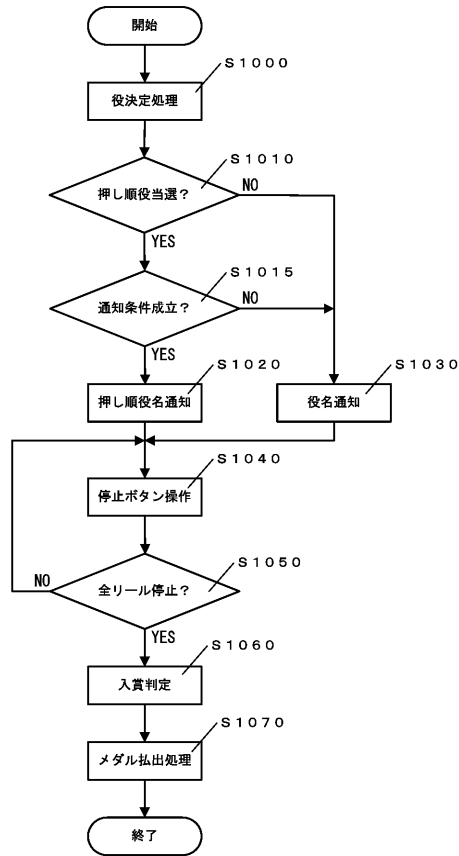 開始
Ｓ１０００
役決定処理
Ｓ１０１０
押し順役当選？
NO
YES
Ｓ１０１５
通知条件成立？
NO
YES
Ｓ１０２０
押し順役名通知
Ｓ１０３０
役名通知
Ｓ１０４０
停止ボタン操作
Ｓ１０５０
全リール停止？
NO
YES
Ｓ１０６０
入賞判定
Ｓ１０７０
メダル払出処理
終了